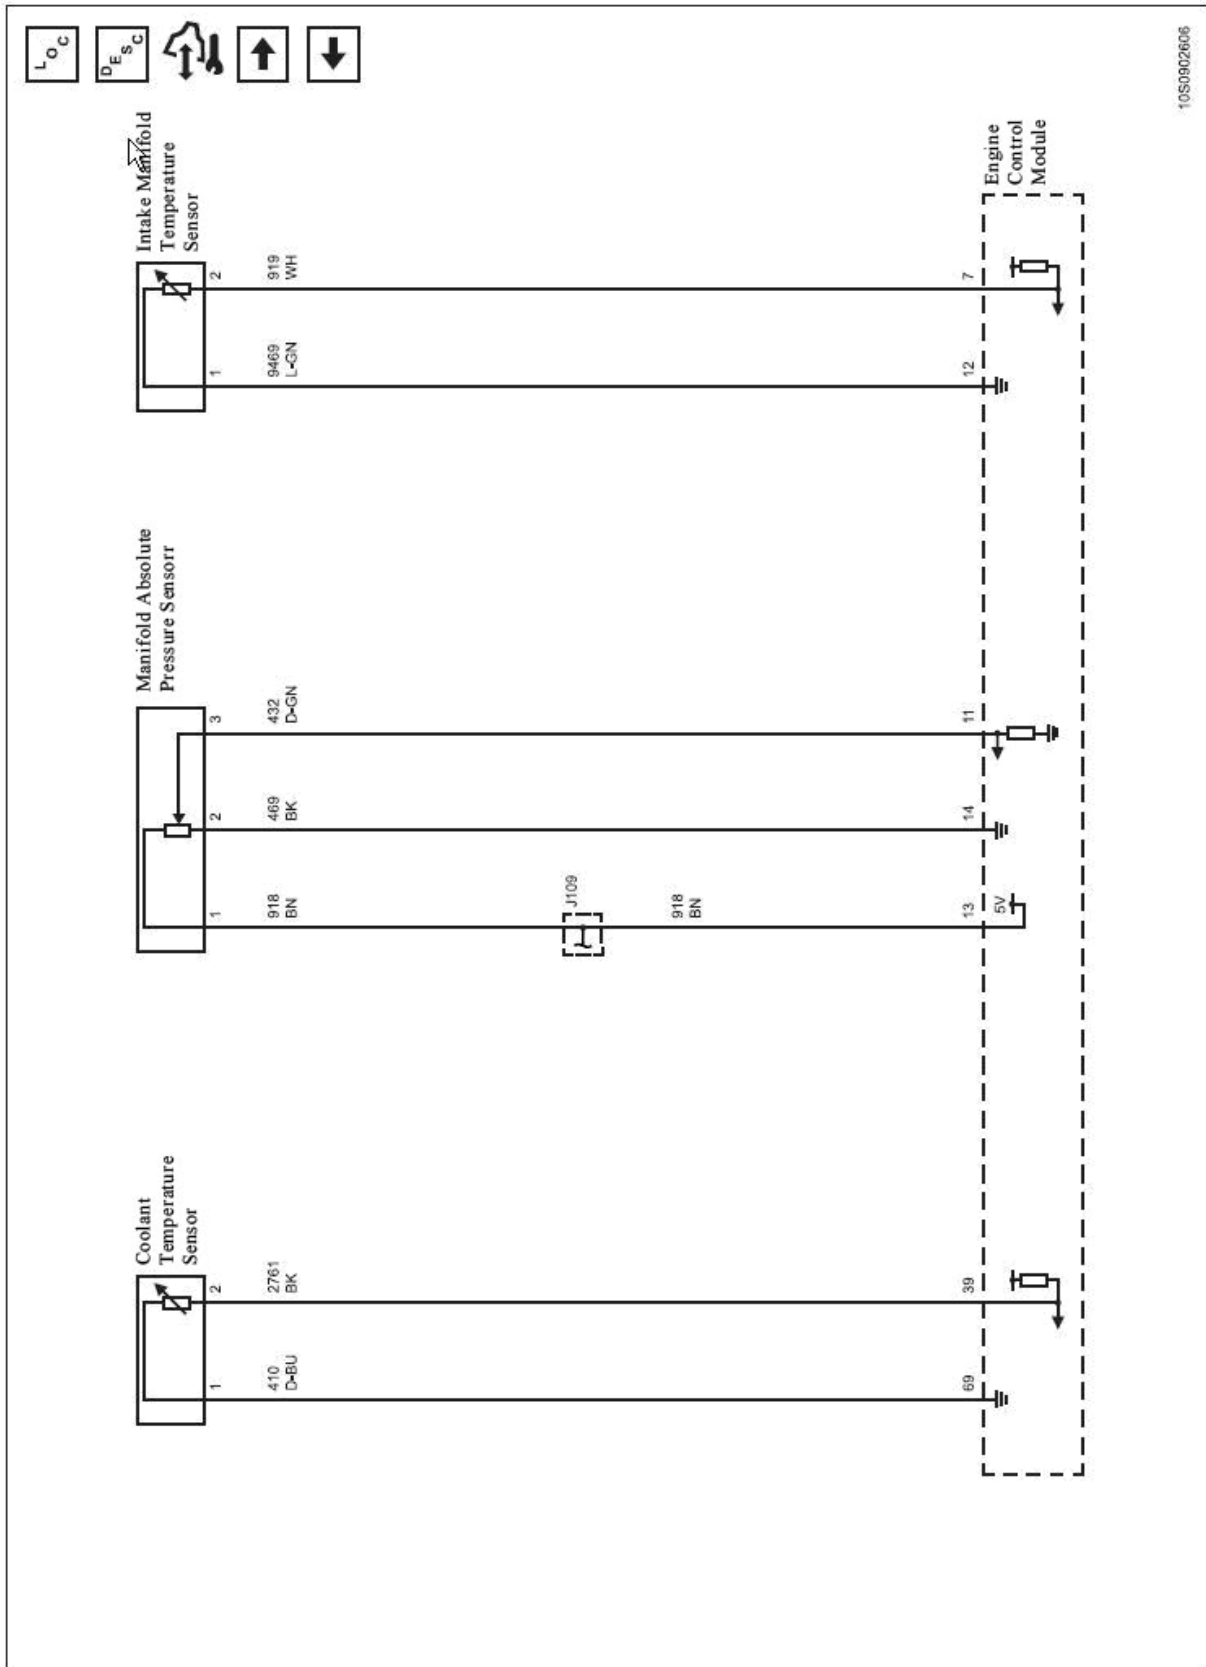 Coolant
Temperature
Sensor
1
2
410
D-BU
2761
BK
69
39
Manifold Absolute
Pressure Sensorr
1
2
3
918
BN
469
BK
432
D-GN
J109
918
BN
13
14
11
5V
Intake Manifold
Temperature
Sensor
1
2
9469
L-GN
919
WH
12
7
Engine
Control
Module
LOC
DESC
10S0902606